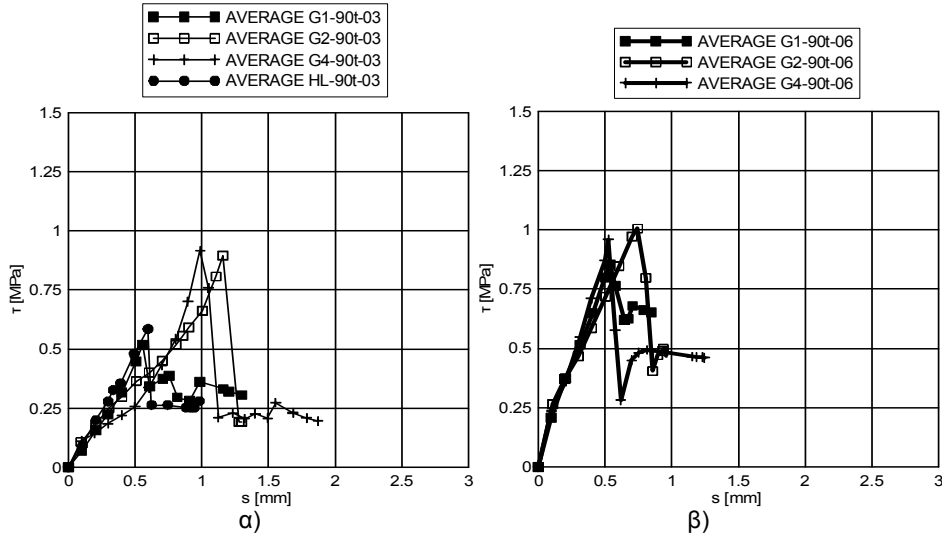 AVERAGE G1-90t-03
AVERAGE G2-90t-03
AVERAGE G4-90t-03
AVERAGE HL-90t-03
1.5
1.25
1
0.75
0.5
0.25
0
τ [MPa]
0 0.5 1 1.5 2 2.5 3
s [mm]
α)
AVERAGE G1-90t-06
AVERAGE G2-90t-06
AVERAGE G4-90t-06
1.5
1.25
1
0.75
0.5
0.25
0
τ [MPa]
0 0.5 1 1.5 2 2.5 3
s [mm]
β)